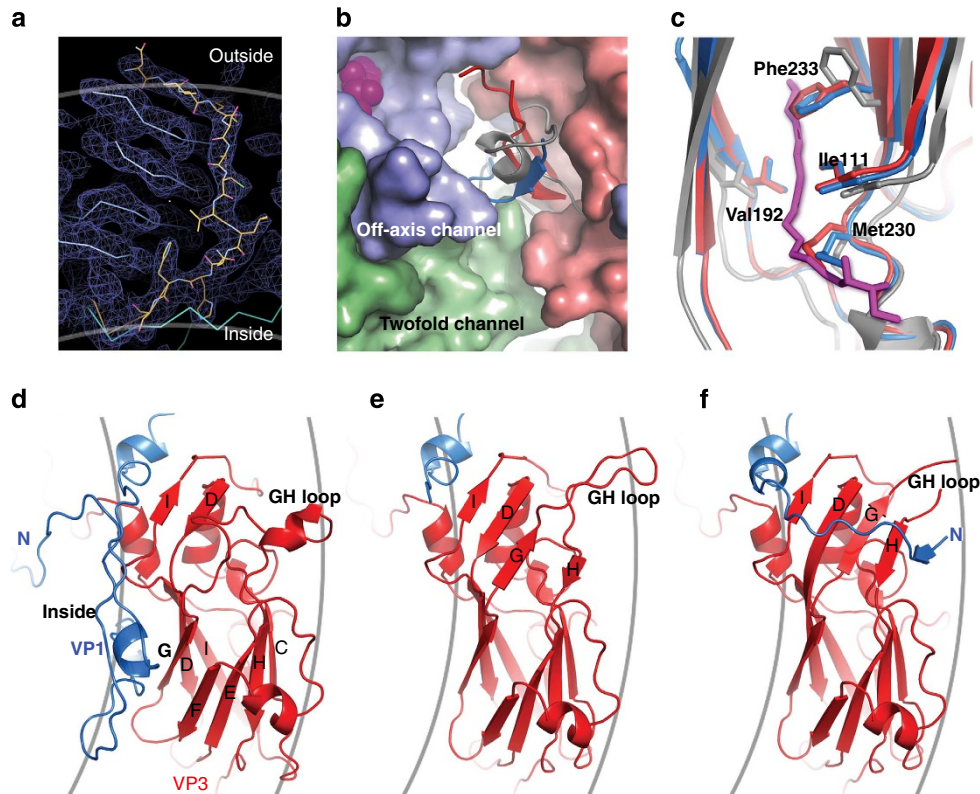 a
Outside
Inside
b
Off-axis channel
Twofold channel
c
Phe233
Ile111
Val192
Met230
d
I D
GH loop
N
Inside
VP1
G D I H C
E
F
VP3
e
I
D
GH loop
G
H
f
I D
G
GH loop
H
N